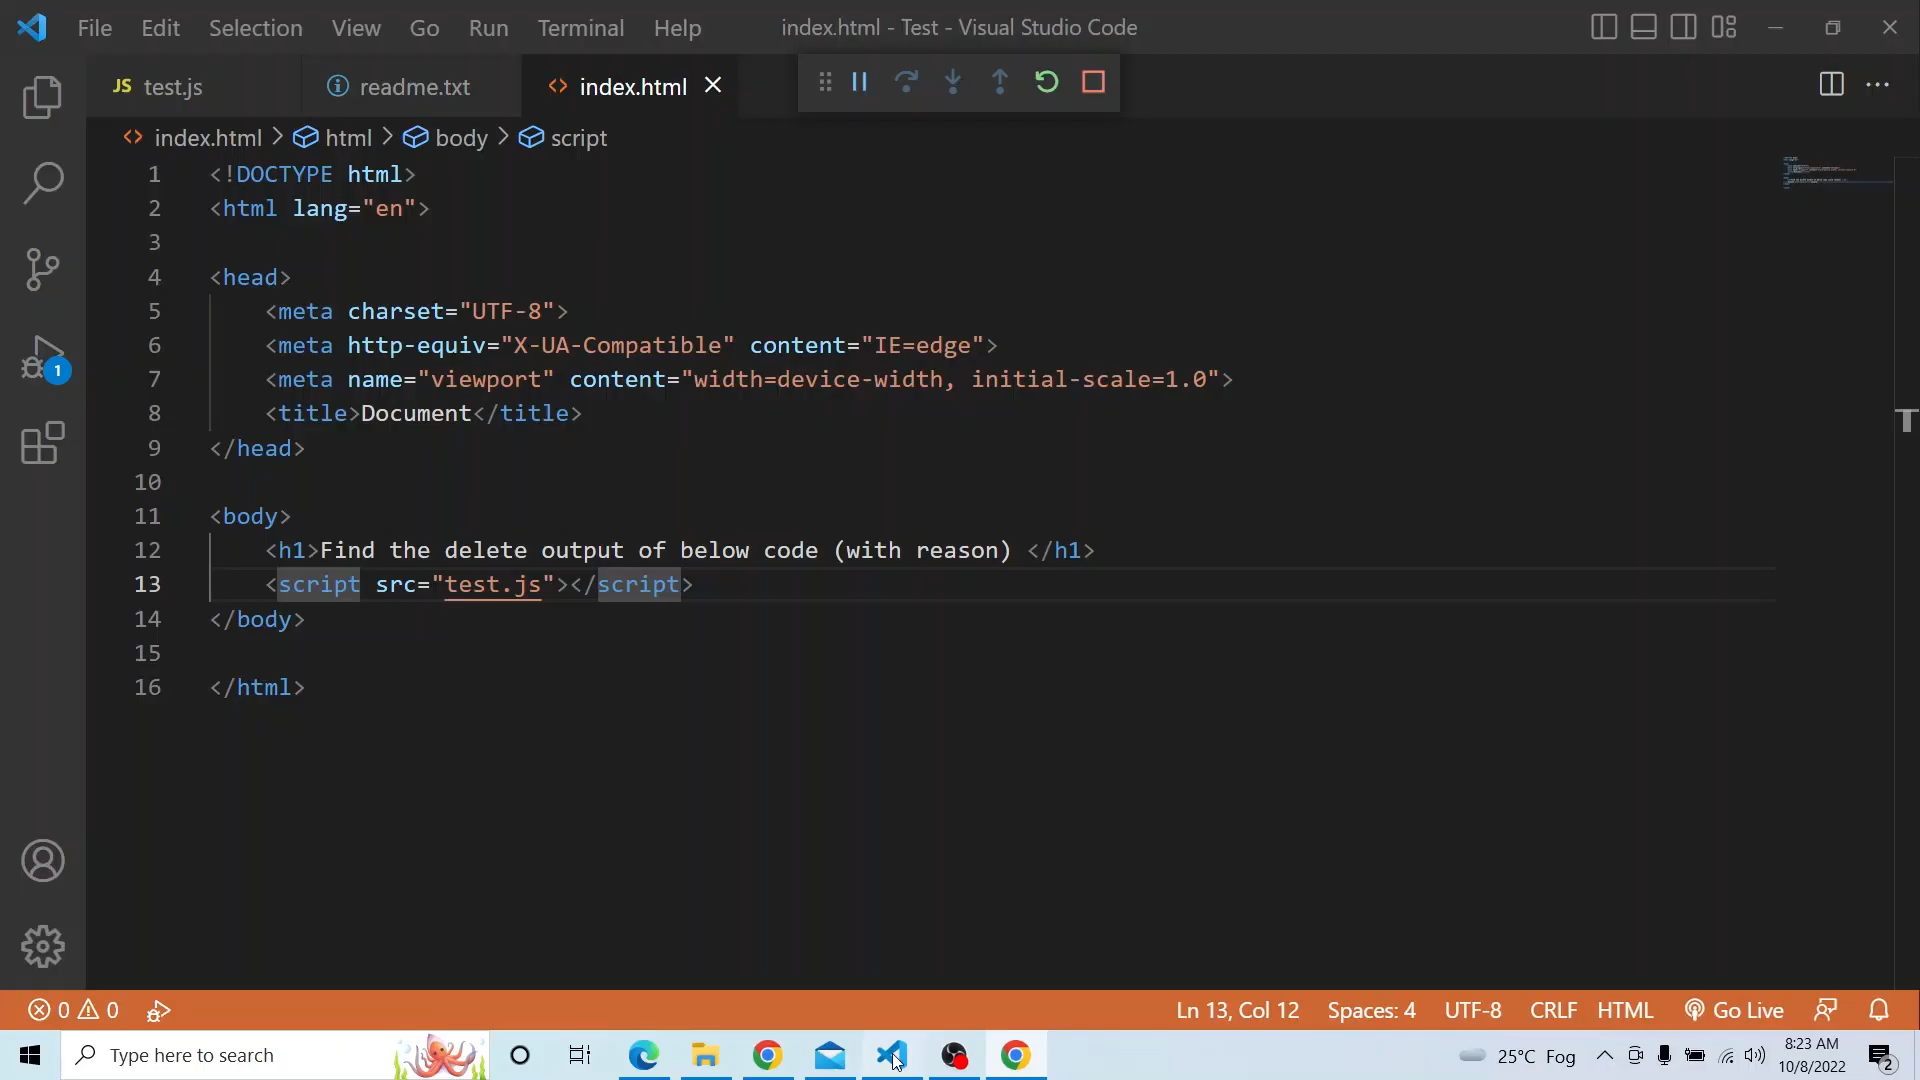 File Edit Selection View Go Run Terminal Help index.html - Test - Visual Studio Code
JS test.js readme.txt index.html
index.html > html > body > script
1 <!DOCTYPE html>
2 <html lang="en">
3
4 <head>
5 <meta charset="UTF-8">
6 <meta http-equiv="X-UA-Compatible" content="IE=edge">
7 <meta name="viewport" content="width=device-width, initial-scale=1.0">
8 <title>Document</title>
9 </head>
10
11 <body>
12 <h1>Find the delete output of below code (with reason) </h1>
13 <script src="test.js"></script>
14 </body>
15
16 </html>
1
T
0 0 Ln 13, Col 12 Spaces: 4 UTF-8 CRLF HTML Go Live
Type here to search 25°C Fog 8:23 AM
10/8/2022
2